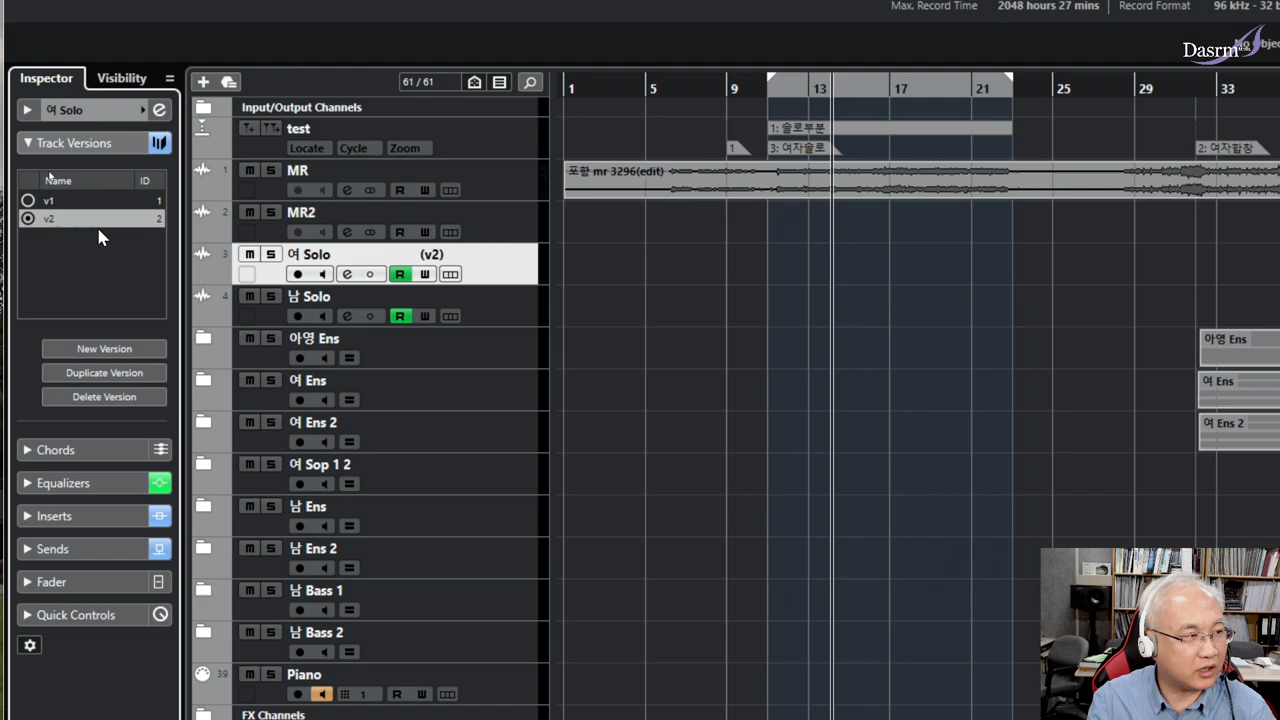 Max. Record Time 2048 hours 27 mins Record Format 96 kHz - 32 b
Dasrm
Inspector Visibility
61 / 61
1 5 9 13 17 21 25 29 33
여 Solo
Input/Output Channels
test
1: 솔로부분
Track Versions
Locate Cycle Zoom
1 3: 여자솔로 2: 여자합창
1 MR
포항 mr 3296(edit)
Name ID
v1 1
R W
2 MR2
v2 2
R W
3 M S 여 Solo (v2)
R W
4 M S 남 Solo
R W
M S 아영 Ens
아영 Ens
New Version
Duplicate Version
M S 여 Ens
여 Ens
Delete Version
M S 여 Ens 2
여 Ens 2
Chords
M S 여 Sop 1 2
Equalizers
M S 남 Ens
Inserts
M S 남 Ens 2
Sends
Fader
M S 남 Bass 1
Quick Controls
M S 남 Bass 2
39 M S Piano
1 R W
FX Channels